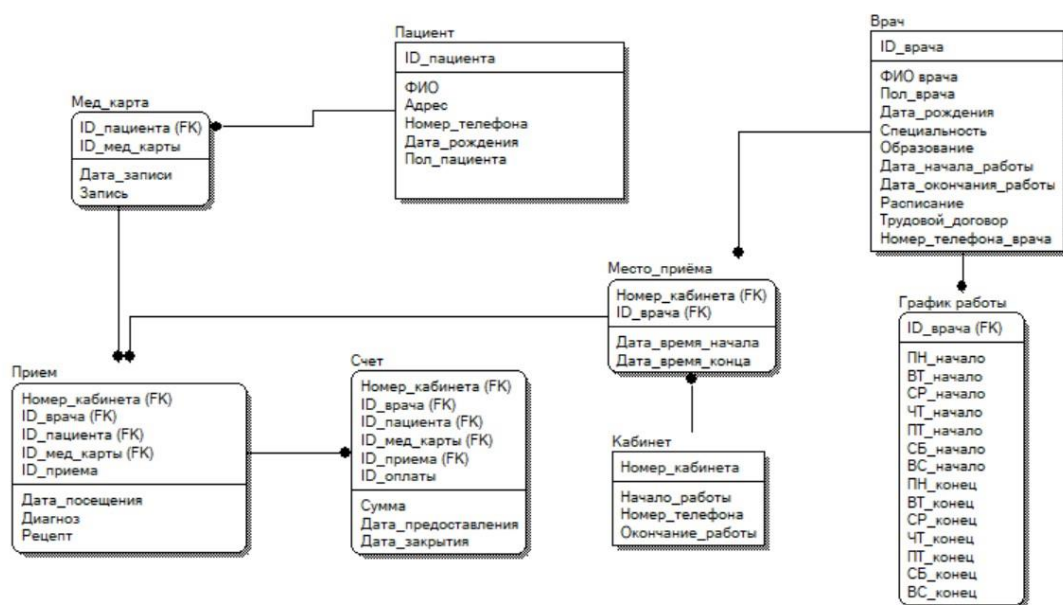 Пациент
ID_пациента
ФИО
Адрес
Номер_телефона
Дата_рождения
Пол_пациента
Врач
ID_врача
ФИО врача
Пол_врача
Дата_рождения
Специальность
Образование
Дата_начала_работы
Дата_окончания_работы
Расписание
Трудовой_договор
Номер_телефона_врача
Мед_карта
ID_пациента (FK)
ID_мед_карты
Дата_записи
Запись
Место_приёма
Номер_кабинета (FK)
ID_врача (FK)
Дата_время_начала
Дата_время_конца
График работы
ID_врача (FK)
ПН_начало
ВТ_начало
СР_начало
ЧТ_начало
ПТ_начало
СБ_начало
ВС_начало
ПН_конец
ВТ_конец
СР_конец
ЧТ_конец
ПТ_конец
СБ_конец
ВС_конец
Прием
Номер_кабинета (FK)
ID_врача (FK)
ID_пациента (FK)
ID_мед_карты (FK)
ID_приема
Дата_посещения
Диагноз
Рецепт
Счет
Номер_кабинета (FK)
ID_врача (FK)
ID_пациента (FK)
ID_мед_карты (FK)
ID_приема (FK)
ID_оплаты
Сумма
Дата_предоставления
Дата_закрытия
Кабинет
Номер_кабинета
Начало_работы
Номер_телефона
Окончание_работы